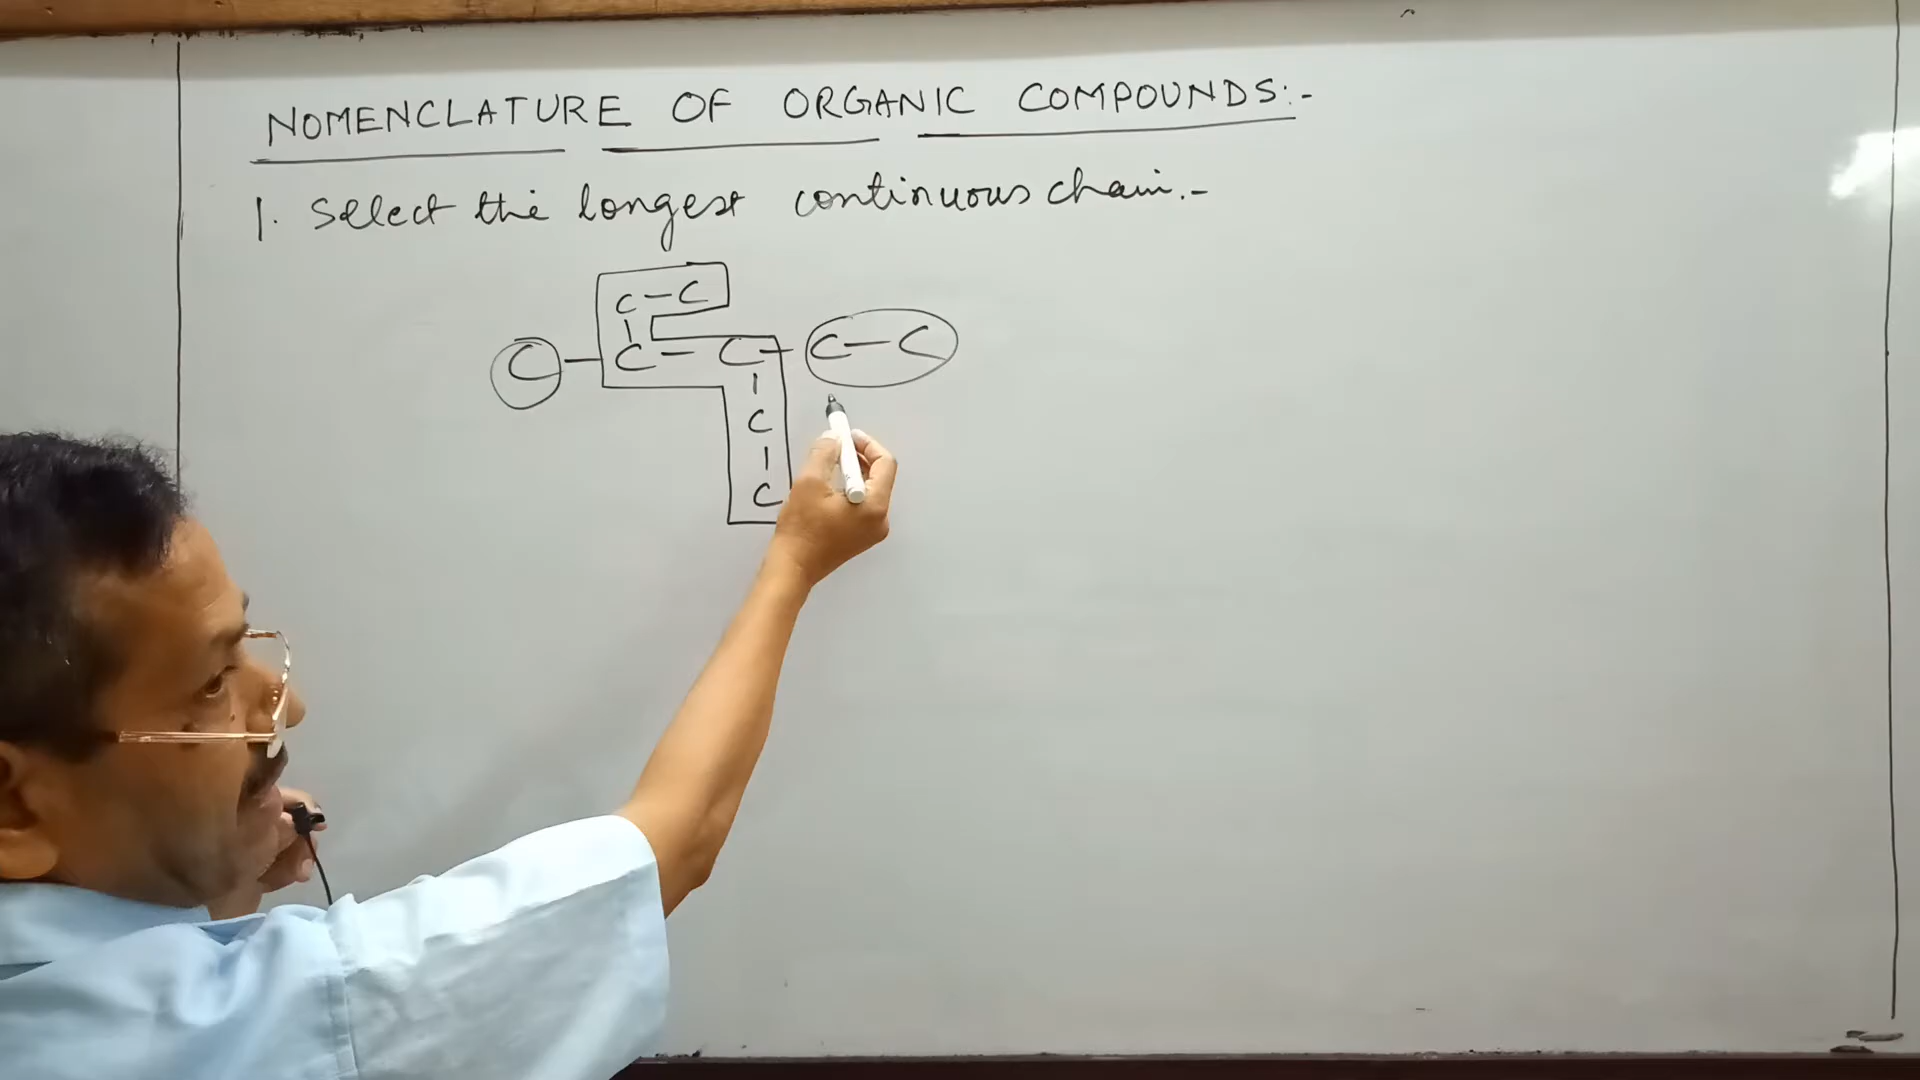 NOMENCLATURE OF ORGANIC COMPOUNDS:-
1. Select the longest continuous chain.-
C-C
|
C-C-C-C-C
|
C
|
C